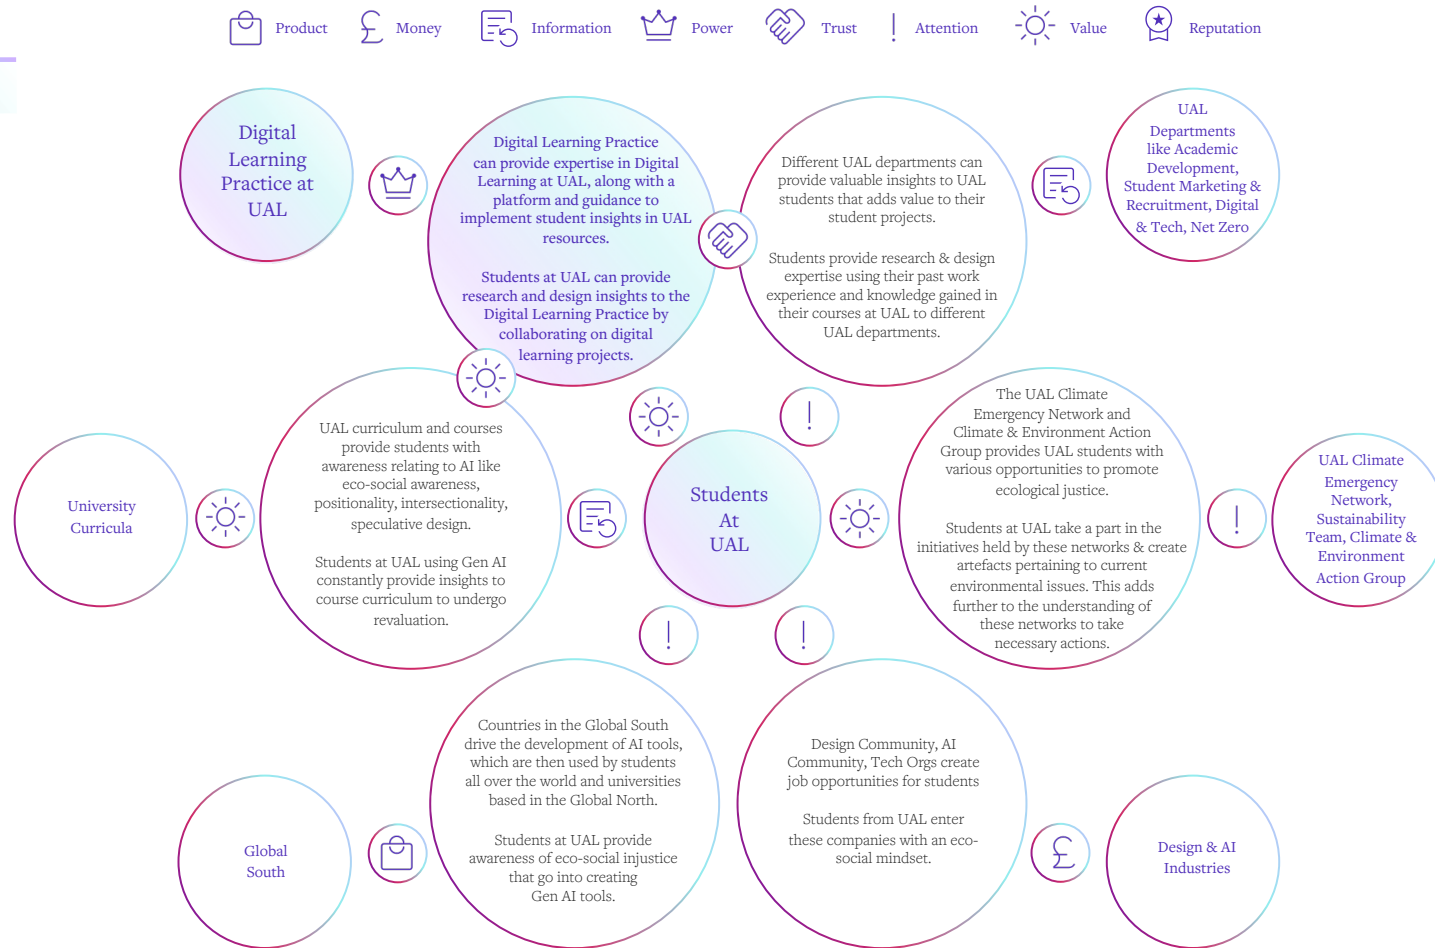 Product
Money
Information
Power
Trust
Attention
Value
Reputation
Digital
Learning
Practice at
UAL
Digital Learning Practice
can provide expertise in Digital
Learning at UAL, along with a
platform and guidance to
implement student insights in UAL
resources.
Students at UAL can provide
research and design insights to the
Digital Learning Practice by
collaborating on digital
learning projects.
Different UAL departments can
provide valuable insights to UAL
students that adds value to their
student projects.
Students provide research & design
expertise using their past work
experience and knowledge gained in
their courses at UAL to different
UAL departments.
UAL
Departments
like Academic
Development,
Student Marketing &
Recruitment, Digital
& Tech, Net Zero
University
Curricula
UAL curriculum and courses
provide students with
awareness relating to AI like
eco-social awareness,
positionality, intersectionality,
speculative design.
Students at UAL using Gen AI
constantly provide insights to
course curriculum to undergo
revaluation.
Students
At
UAL
The UAL Climate
Emergency Network and
Climate & Environment Action
Group provides UAL students with
various opportunities to promote
ecological justice.
Students at UAL take a part in the
initiatives held by these networks & create
artefacts pertaining to current
environmental issues. This adds
further to the understanding of
these networks to take
necessary actions.
UAL Climate
Emergency
Network,
Sustainability
Team, Climate &
Environment
Action Group
Global
South
Countries in the Global South
drive the development of AI tools,
which are then used by students
all over the world and universities
based in the Global North.
Students at UAL provide
awareness of eco-social injustice
that go into creating
Gen AI tools.
Design Community, AI
Community, Tech Orgs create
job opportunities for students
Students from UAL enter
these companies with an eco-
social mindset.
Design & AI
Industries